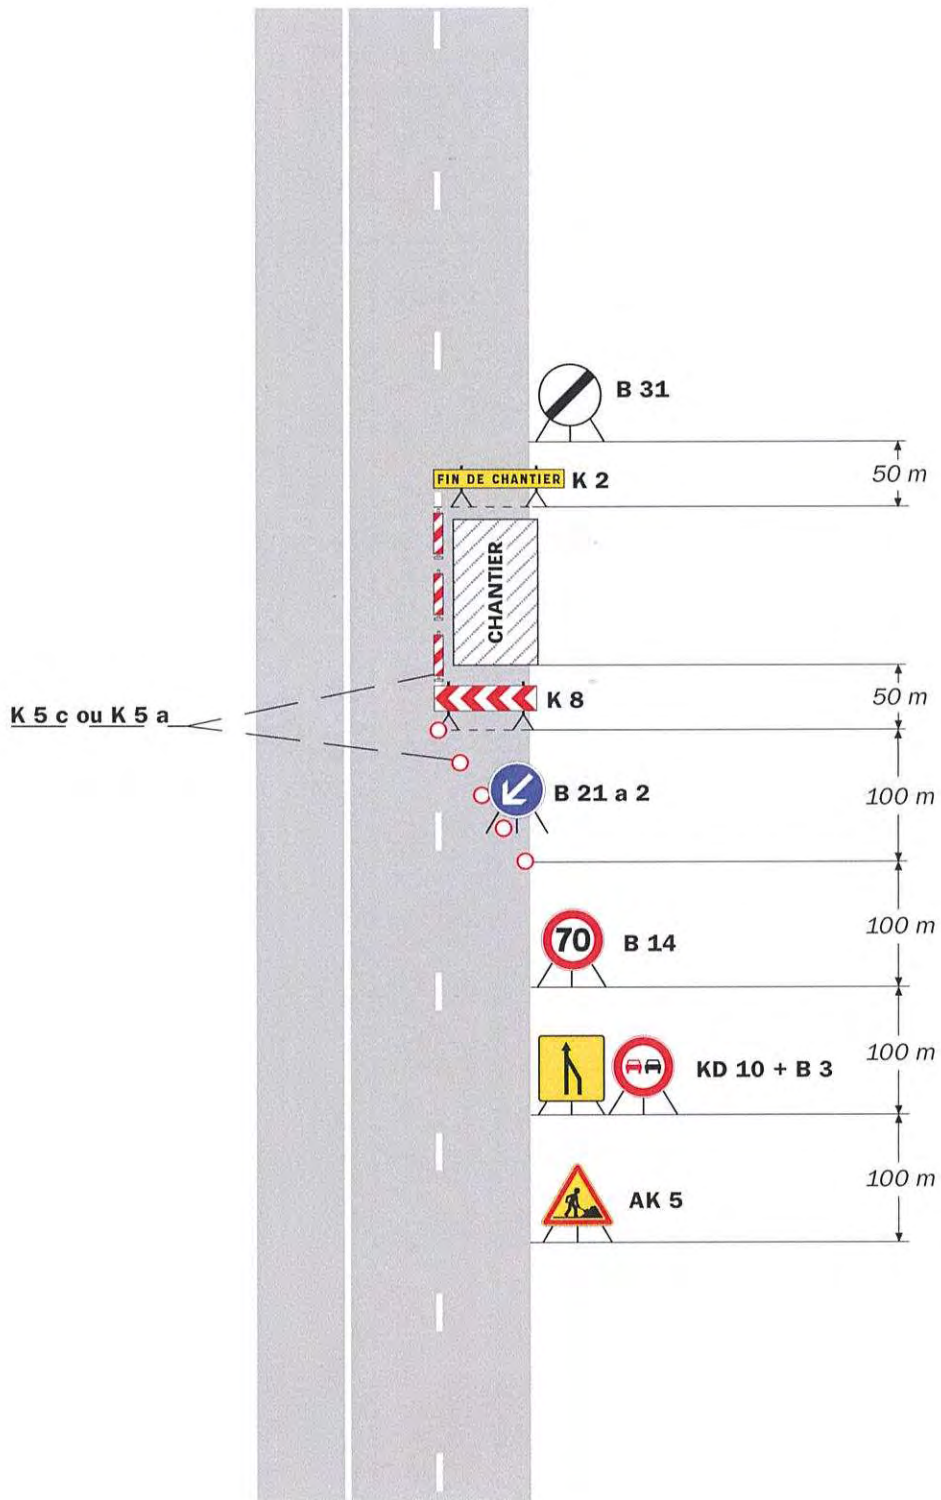 B 31
50 m
FIN DE CHANTIER K 2
CHANTIER
50 m
K 8
K 5 c ou K 5 a
B 21 a 2
100 m
100 m
70 B 14
100 m
KD 10 + B 3
100 m
AK 5